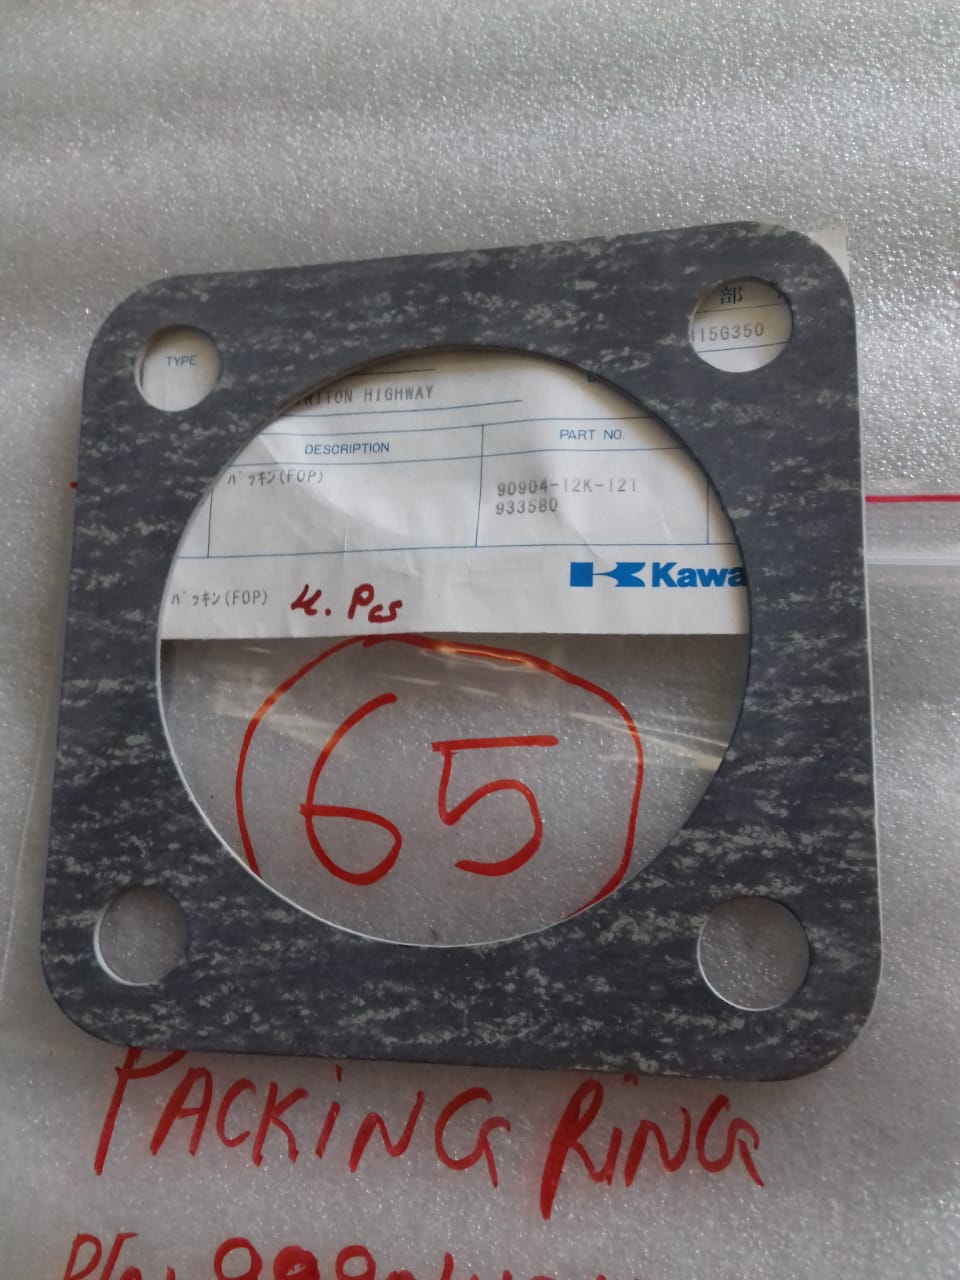 部
TYPE
315G350
TRITON HIGHWAY
DESCRIPTION PART NO.
パッキン(FOP) 90904-12K-121
933580
Kawa
パッキン(FOP) 4. Pcs
65
PACKING RING